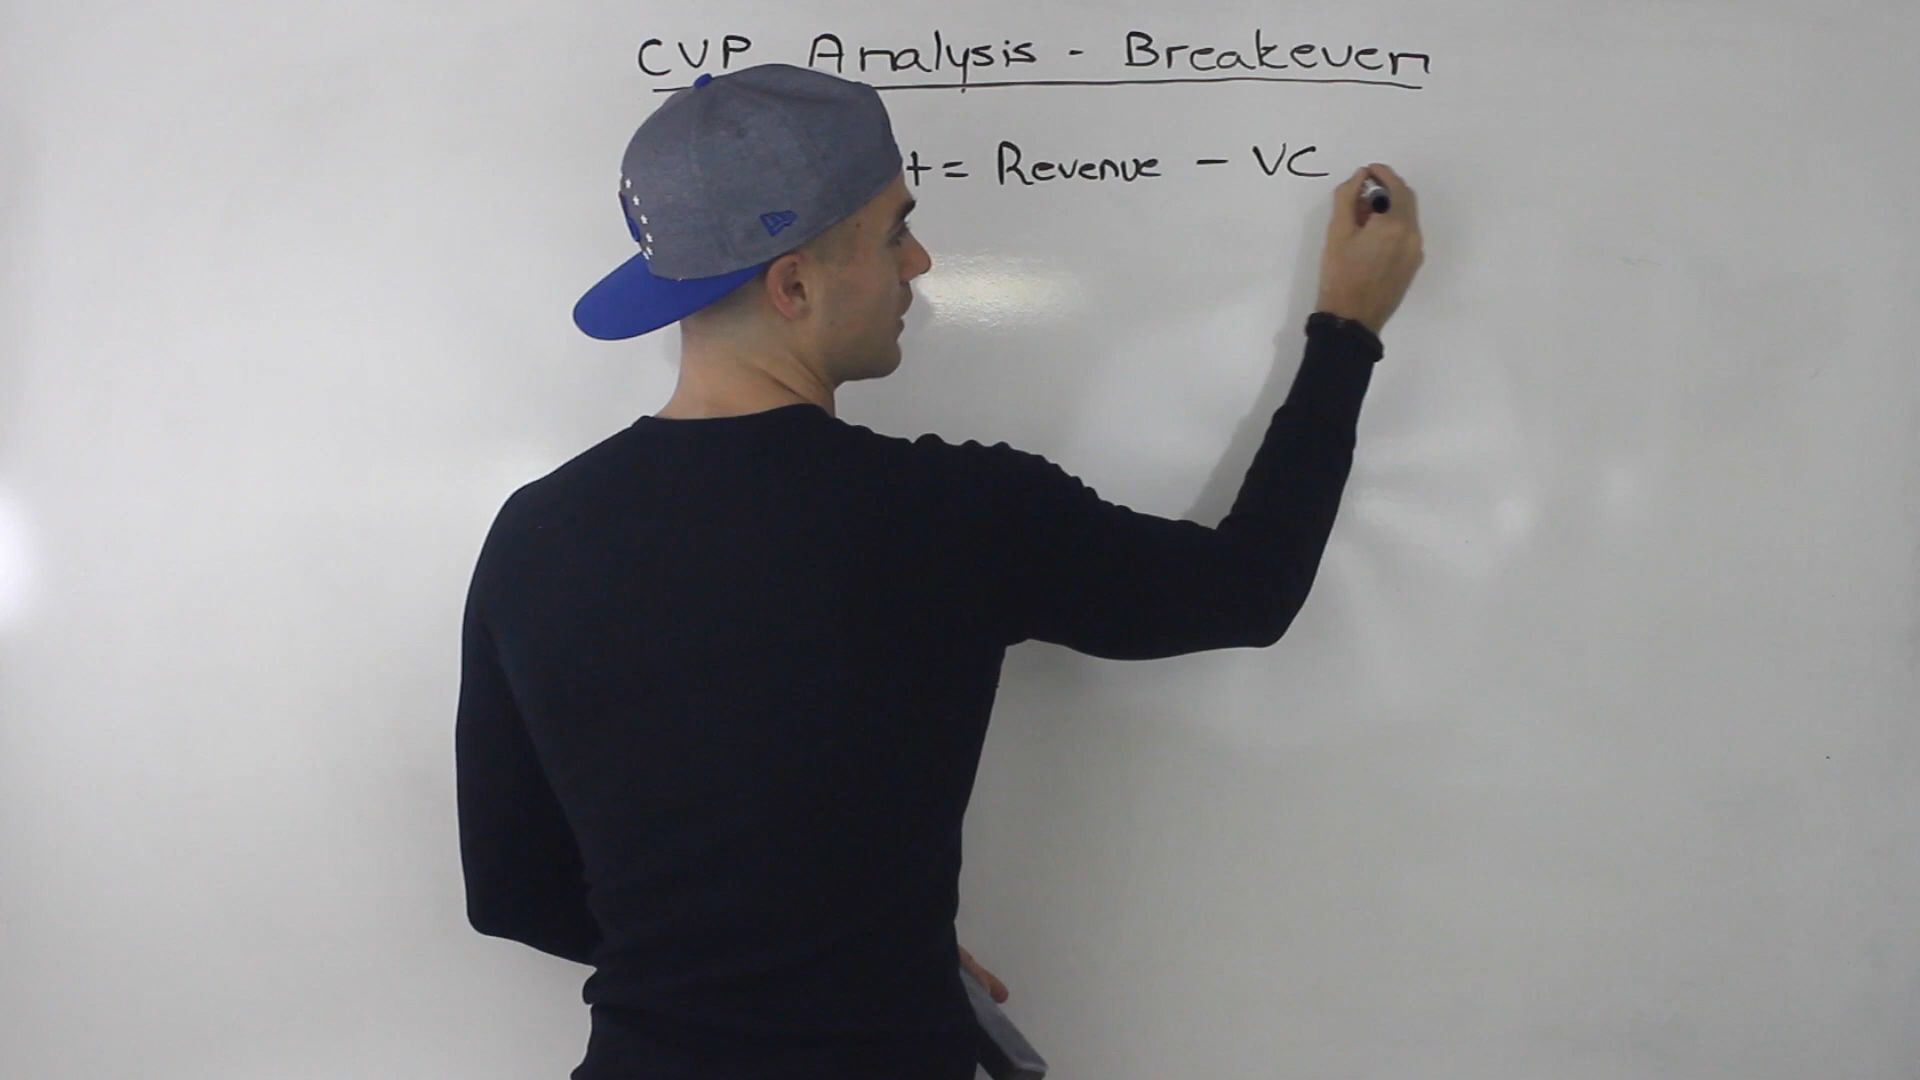 CVP Analysis - Breakeven
t = Revenue - VC